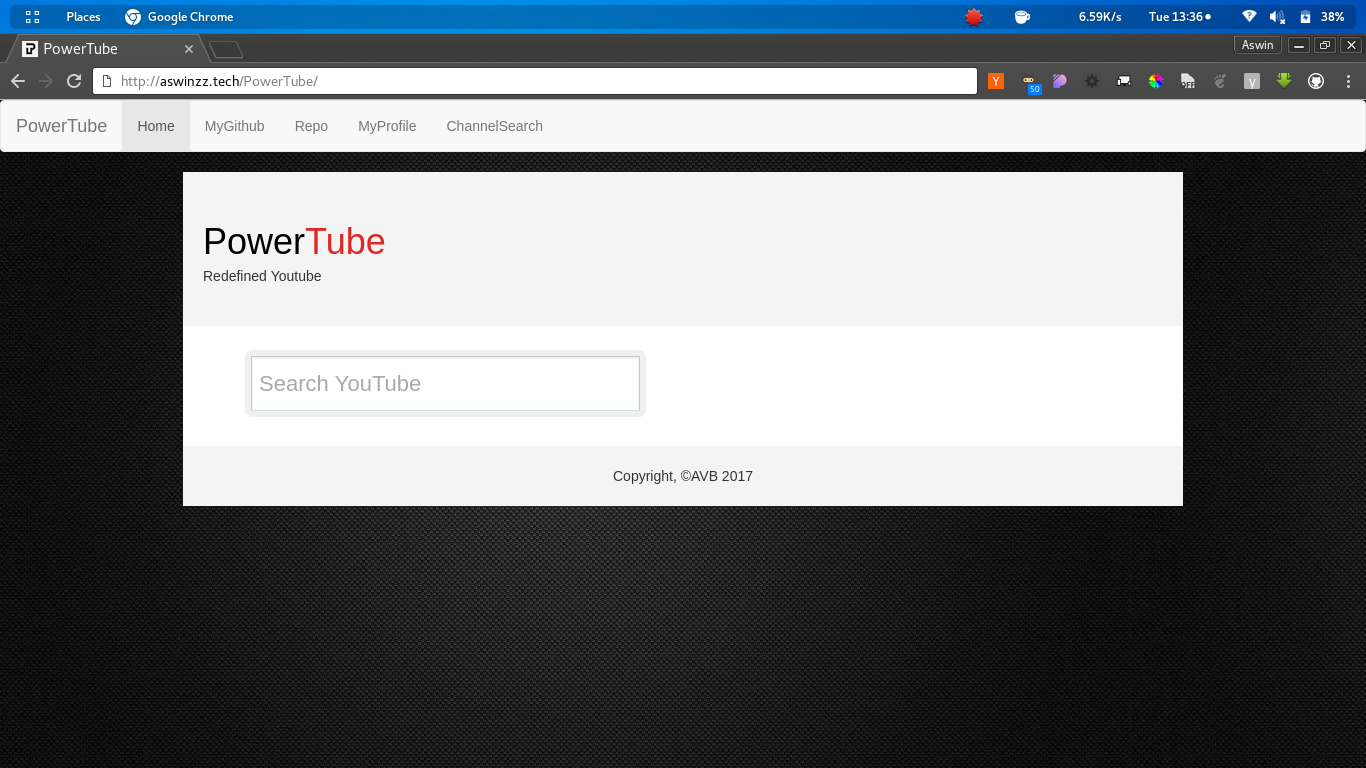 Places Google Chrome 6.59K/s Tue 13:36 38%
PowerTube Aswin
http://aswinzz.tech/PowerTube/ Y 50 OFF y
PowerTube Home MyGithub Repo MyProfile ChannelSearch
PowerTube
Redefined Youtube
Search YouTube
Copyright, ©AVB 2017